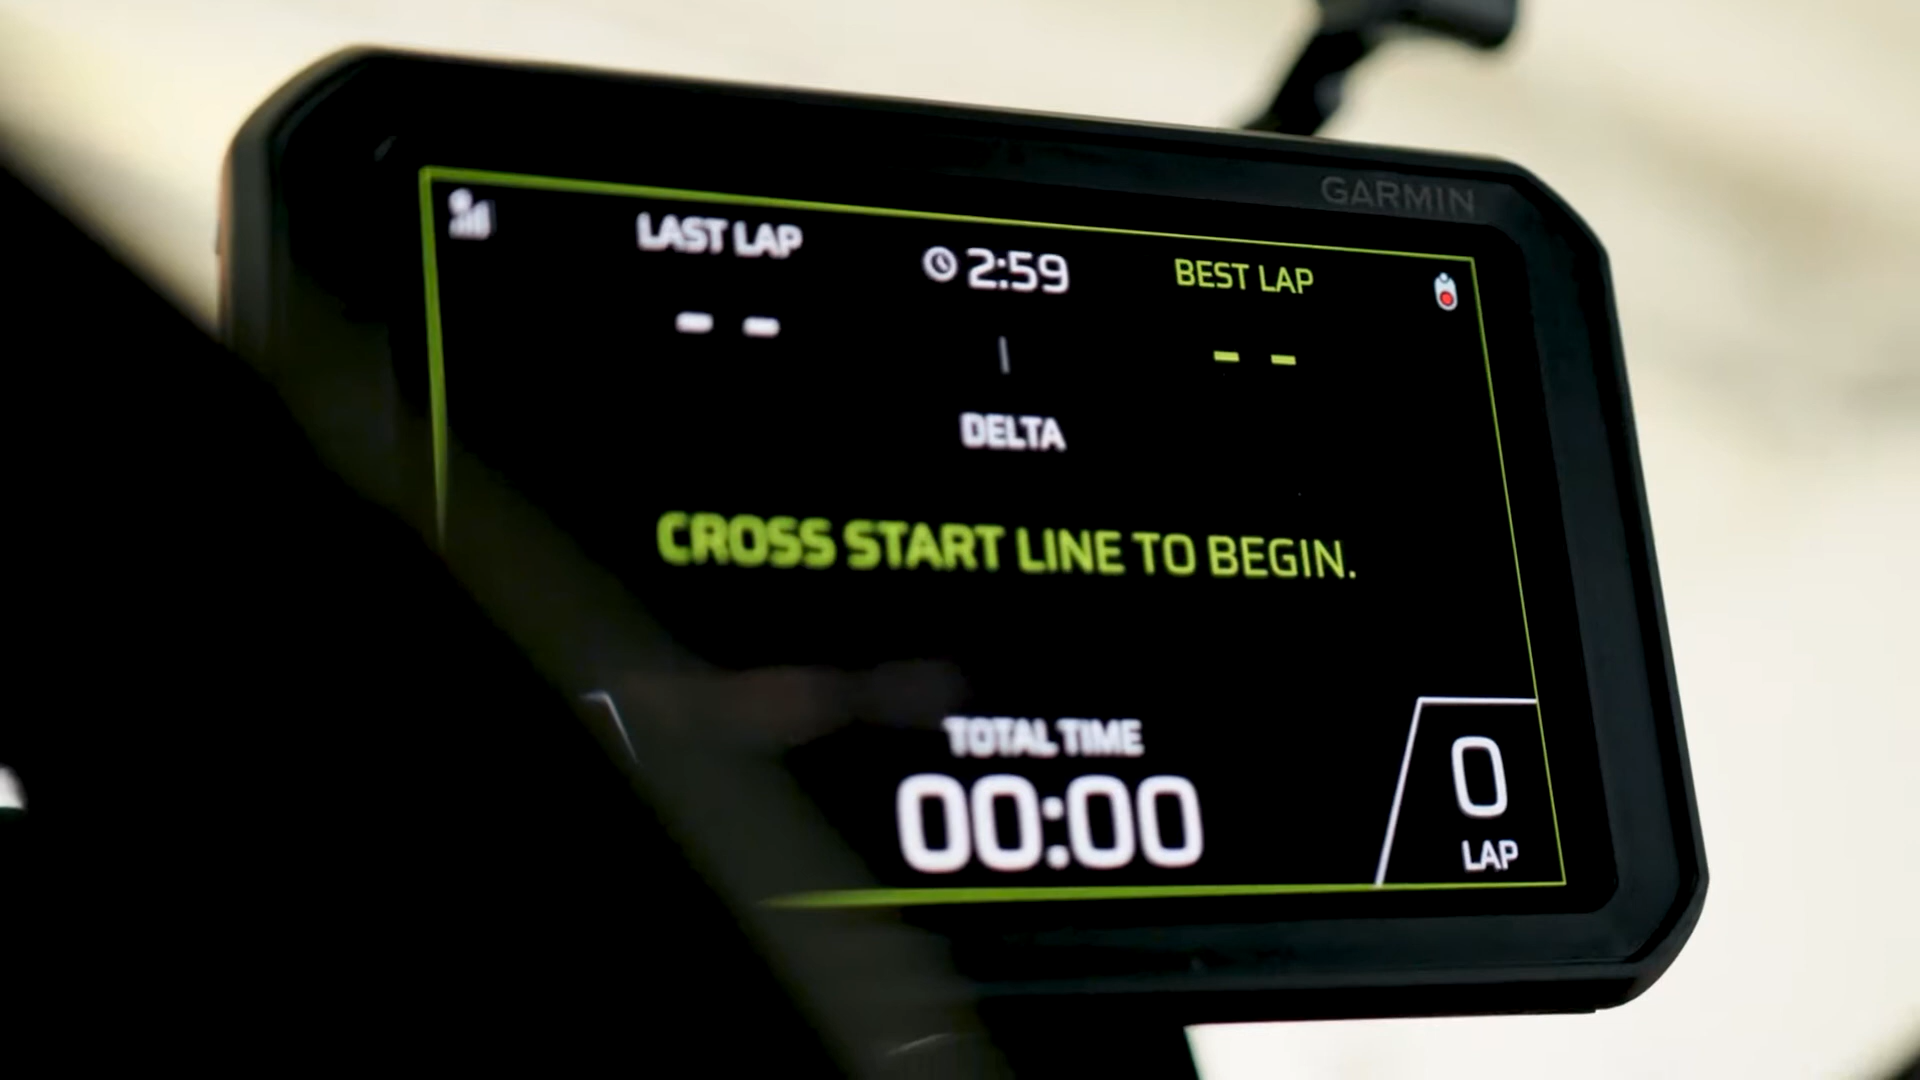 GARMIN
LAST LAP
2:59
BEST LAP
- -
- -
DELTA
CROSS START LINE TO BEGIN.
TOTAL TIME
00:00
0
LAP